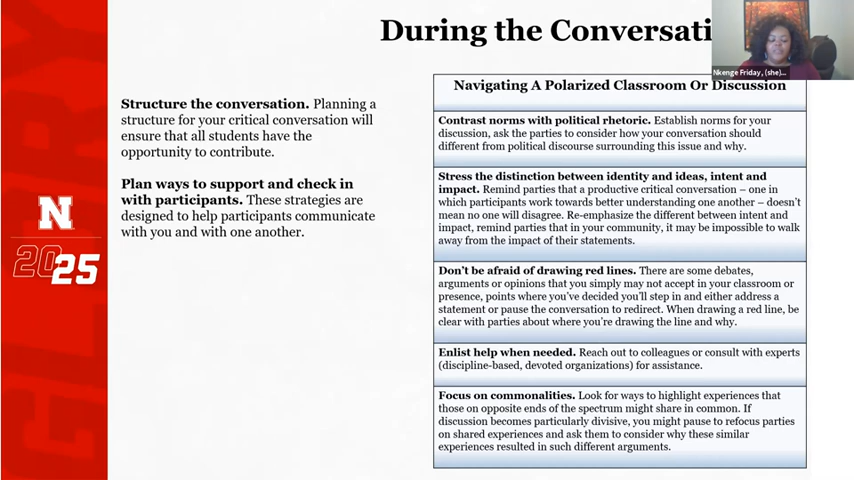 During the Conversati
Nkenge Friday, (she)...
Structure the conversation. Planning a
structure for your critical conversation will
ensure that all students have the
opportunity to contribute.
Plan ways to support and check in
with participants. These strategies are
designed to help participants communicate
with you and with one another.
N
2025
GLORY
Navigating A Polarized Classroom Or Discussion
Contrast norms with political rhetoric. Establish norms for your
discussion, ask the parties to consider how your conversation should
different from political discourse surrounding this issue and why.
Stress the distinction between identity and ideas, intent and
impact. Remind parties that a productive critical conversation – one in
which participants work towards better understanding one another – doesn't
mean no one will disagree. Re-emphasize the different between intent and
impact, remind parties that in your community, it may be impossible to walk
away from the impact of their statements.
Don't be afraid of drawing red lines. There are some debates,
arguments or opinions that you simply may not accept in your classroom or
presence, points where you've decided you'll step in and either address a
statement or pause the conversation to redirect. When drawing a red line, be
clear with parties about where you're drawing the line and why.
Enlist help when needed. Reach out to colleagues or consult with experts
(discipline-based, devoted organizations) for assistance.
Focus on commonalities. Look for ways to highlight experiences that
those on opposite ends of the spectrum might share in common. If
discussion becomes particularly divisive, you might pause to refocus parties
on shared experiences and ask them to consider why these similar
experiences resulted in such different arguments.